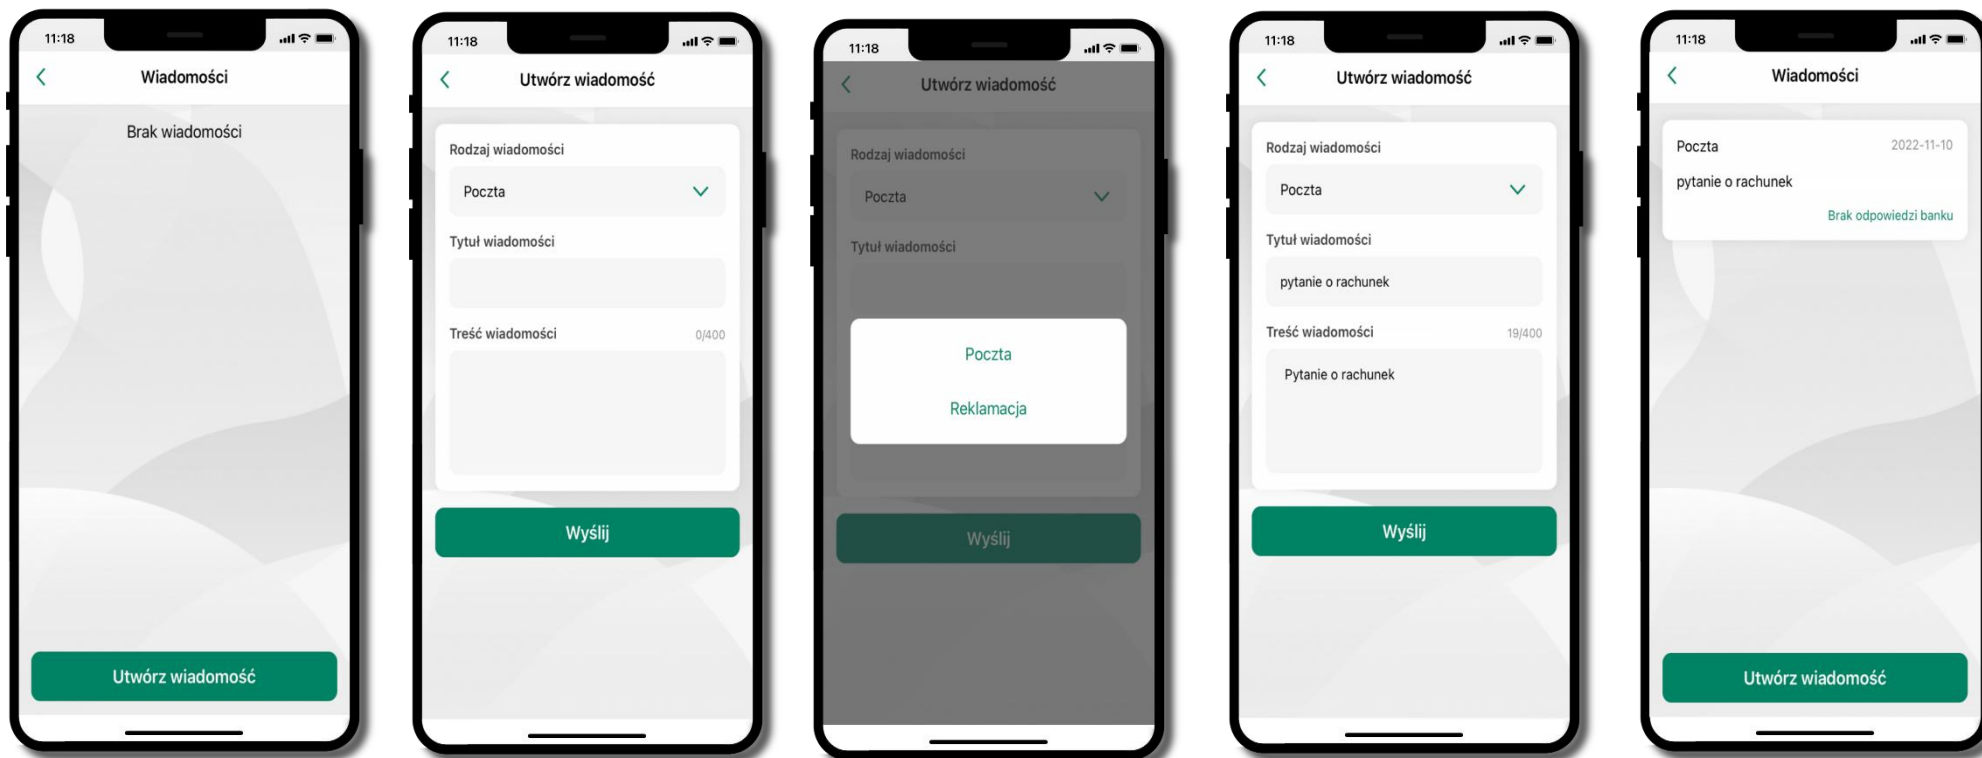 11:18
Wiadomości
Brak wiadomości
Utwórz wiadomość
11:18
Utwórz wiadomość
Rodzaj wiadomości
Poczta
Tytuł wiadomości
Treść wiadomości 0/400
Wyślij
11:18
Utwórz wiadomość
Rodzaj wiadomości
Poczta
Tytuł wiadomości
Poczta
Reklamacja
Wyślij
11:18
Utwórz wiadomość
Rodzaj wiadomości
Poczta
Tytuł wiadomości
pytanie o rachunek
Treść wiadomości 19/400
Pytanie o rachunek
Wyślij
11:18
Wiadomości
Poczta 2022-11-10
pytanie o rachunek
Brak odpowiedzi banku
Utwórz wiadomość